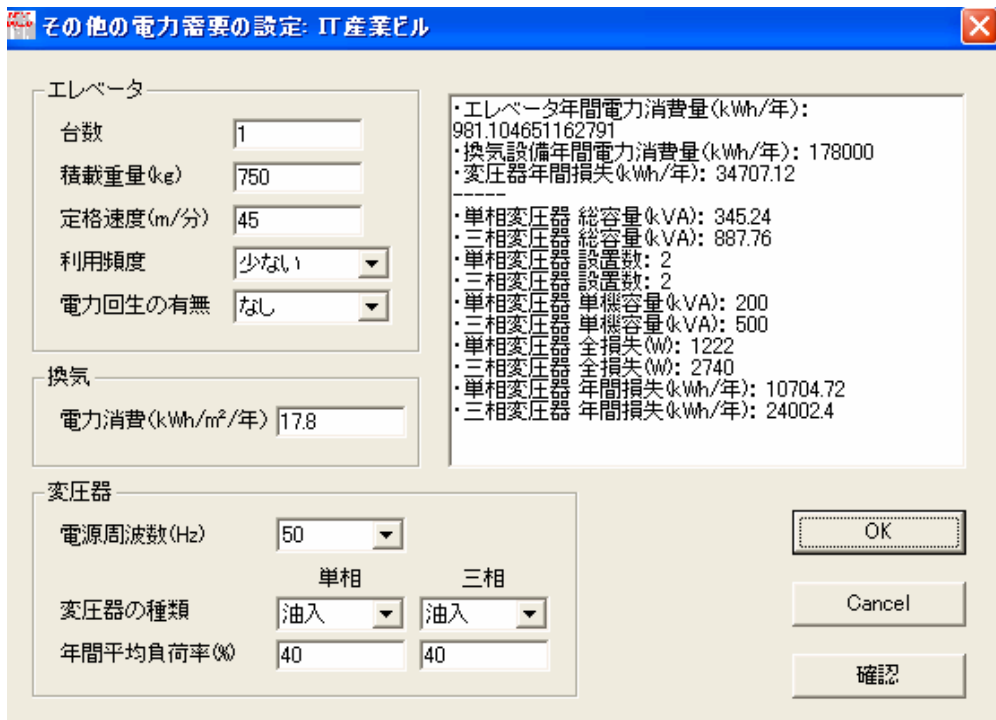 その他の電力需要の設定: IT産業ビル
エレベータ
台数 1
積載重量(kg) 750
定格速度(m/分) 45
利用頻度 少ない
電力回生の有無 なし
換気
電力消費(kWh/m²/年) 17.8
・エレベータ年間電力消費量(kWh/年):
981.104651162791
・換気設備年間電力消費量(kWh/年): 178000
・変圧器年間損失(kWh/年): 34707.12
-----
・単相変圧器 総容量(kVA): 345.24
・三相変圧器 総容量(kVA): 887.76
・単相変圧器 設置数: 2
・三相変圧器 設置数: 2
・単相変圧器 単機容量(kVA): 200
・三相変圧器 単機容量(kVA): 500
・単相変圧器 全損失(W): 1222
・三相変圧器 全損失(W): 2740
・単相変圧器 年間損失(kWh/年): 10704.72
・三相変圧器 年間損失(kWh/年): 24002.4
変圧器
電源周波数(Hz) 50
単相 三相
変圧器の種類 油入 油入
年間平均負荷率(%) 40 40
OK
Cancel
確認